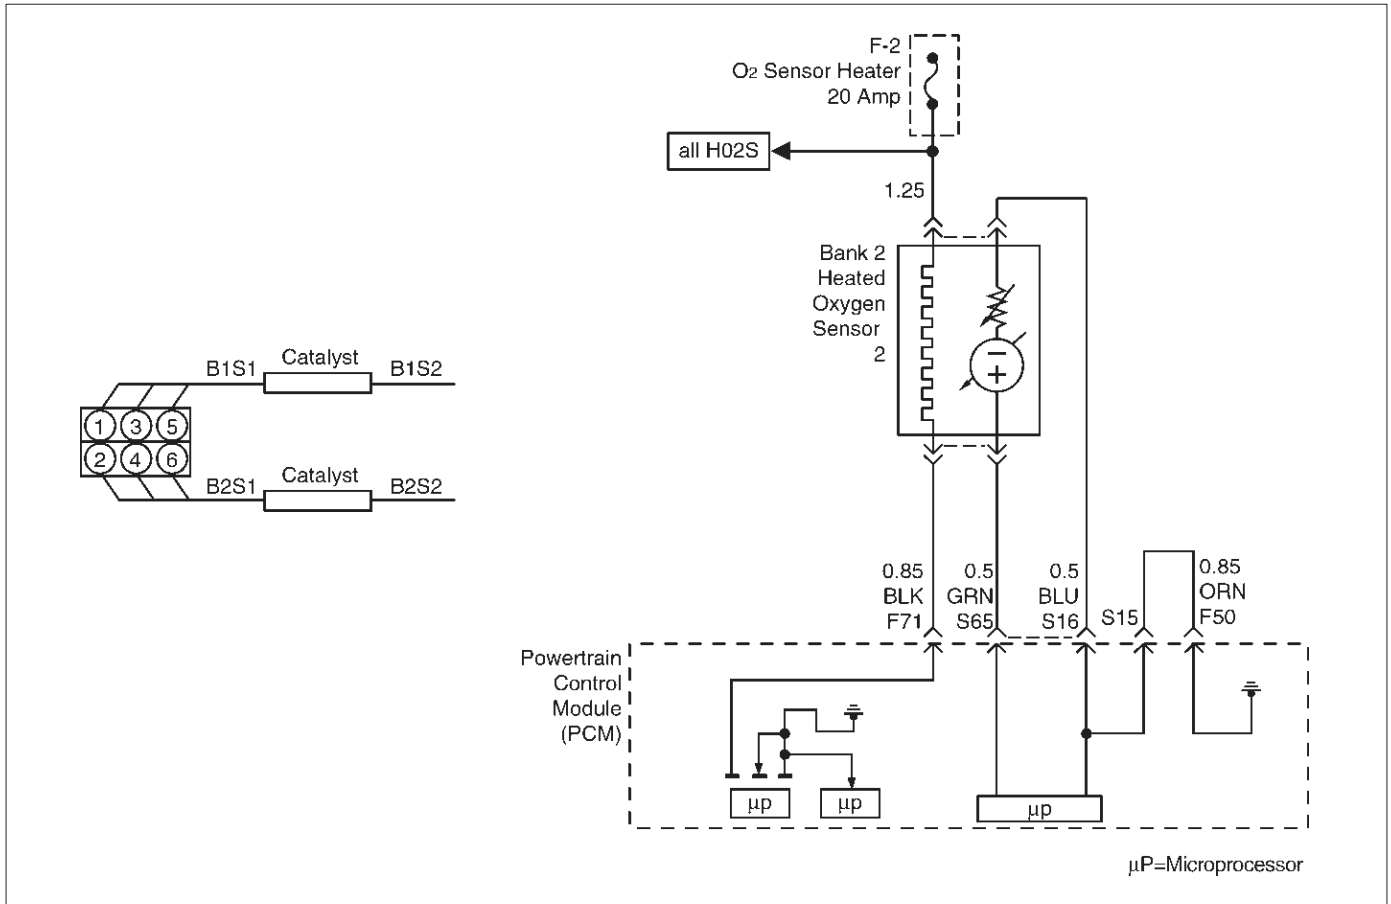 F-2
O2 Sensor Heater
20 Amp
all H02S
1.25
Bank 2
Heated
Oxygen
Sensor
2
−
+
B1S1
Catalyst
B1S2
1 3 5
2 4 6
B2S1
Catalyst
B2S2
0.85
BLK
F71
0.5
GRN
S65
0.5
BLU
S16
S15
0.85
ORN
F50
Powertrain
Control
Module
(PCM)
μp
μp
μp
μP=Microprocessor